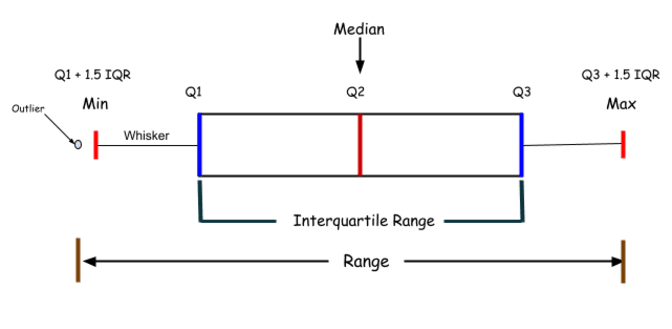 Median
Q1 + 1.5 IQR
Q3 + 1.5 IQR
Min
Max
Q1
Q2
Q3
Outlier
Whisker
Interquartile Range
Range